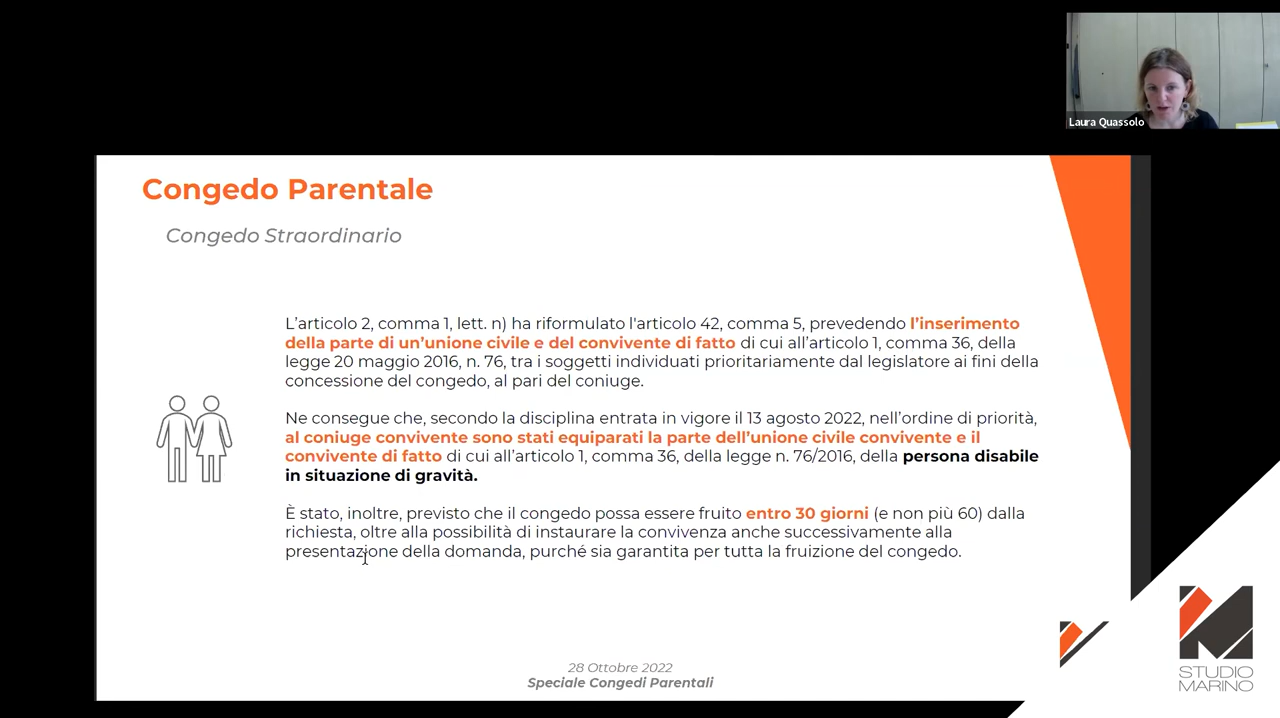 Laura Quassolo
Congedo Parentale
Congedo Straordinario
L'articolo 2, comma 1, lett. n) ha riformulato l'articolo 42, comma 5, prevedendo l'inserimento
della parte di un'unione civile e del convivente di fatto di cui all'articolo 1, comma 36, della
legge 20 maggio 2016, n. 76, tra i soggetti individuati prioritariamente dal legislatore ai fini della
concessione del congedo, al pari del coniuge.
Ne consegue che, secondo la disciplina entrata in vigore il 13 agosto 2022, nell'ordine di priorità,
al coniuge convivente sono stati equiparati la parte dell'unione civile convivente e il
convivente di fatto di cui all'articolo 1, comma 36, della legge n. 76/2016, della persona disabile
in situazione di gravità.
È stato, inoltre, previsto che il congedo possa essere fruito entro 30 giorni (e non più 60) dalla
richiesta, oltre alla possibilità di instaurare la convivenza anche successivamente alla
presentazione della domanda, purché sia garantita per tutta la fruizione del congedo.
28 Ottobre 2022
Speciale Congedi Parentali
STUDIO
MARINO